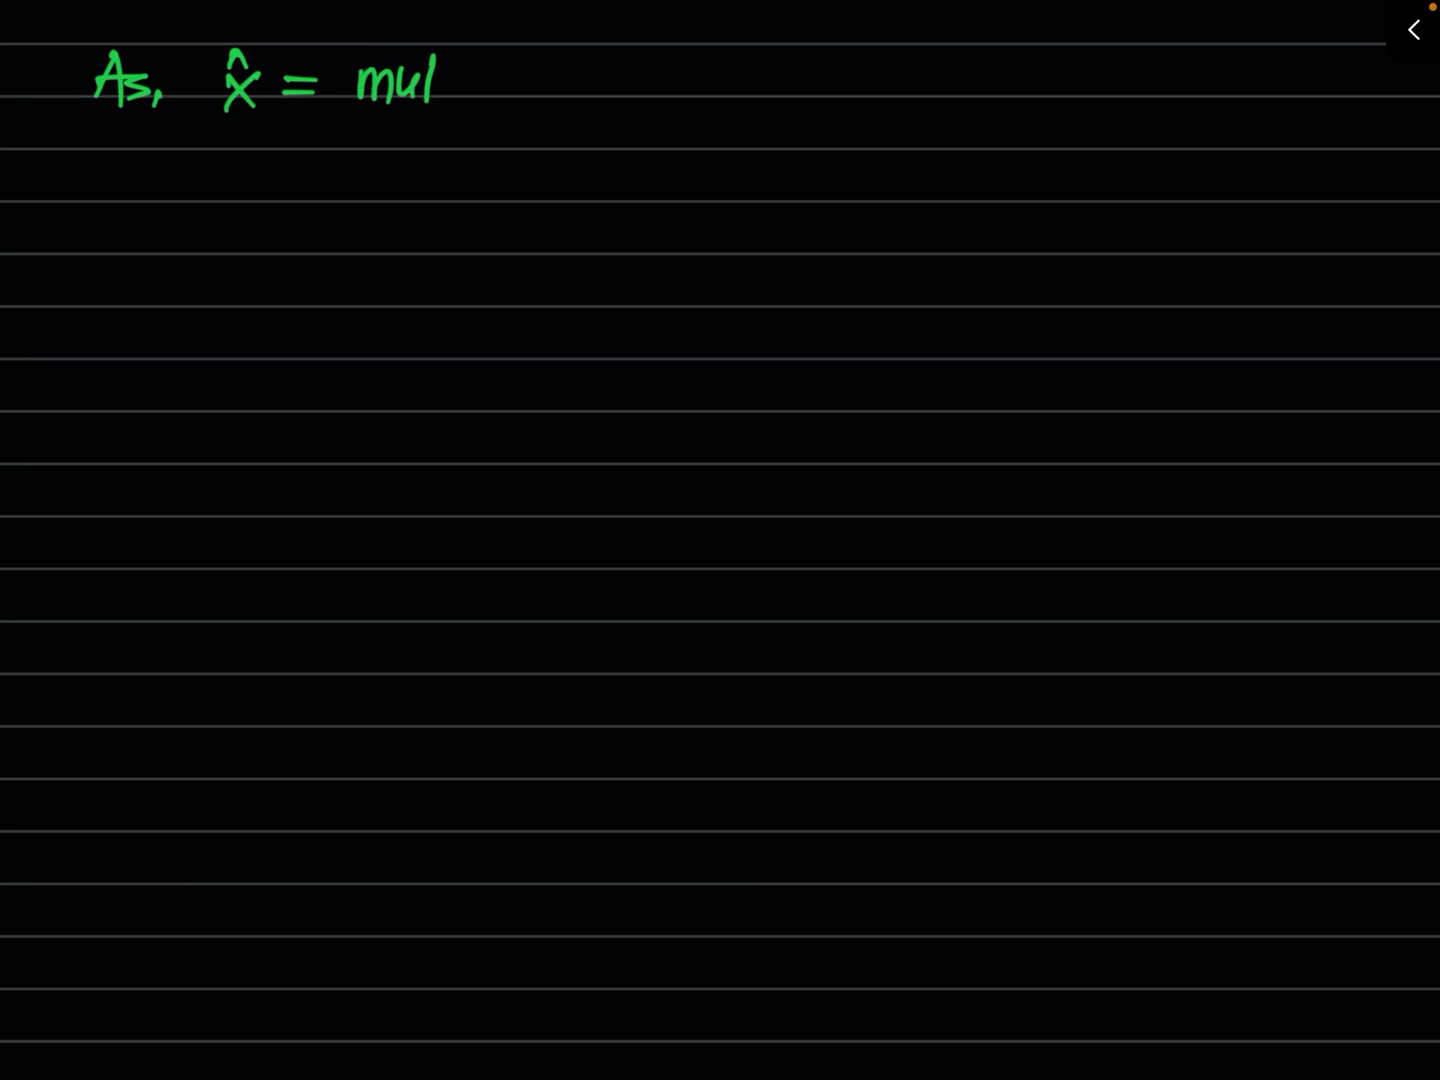 As, x̂ = mul